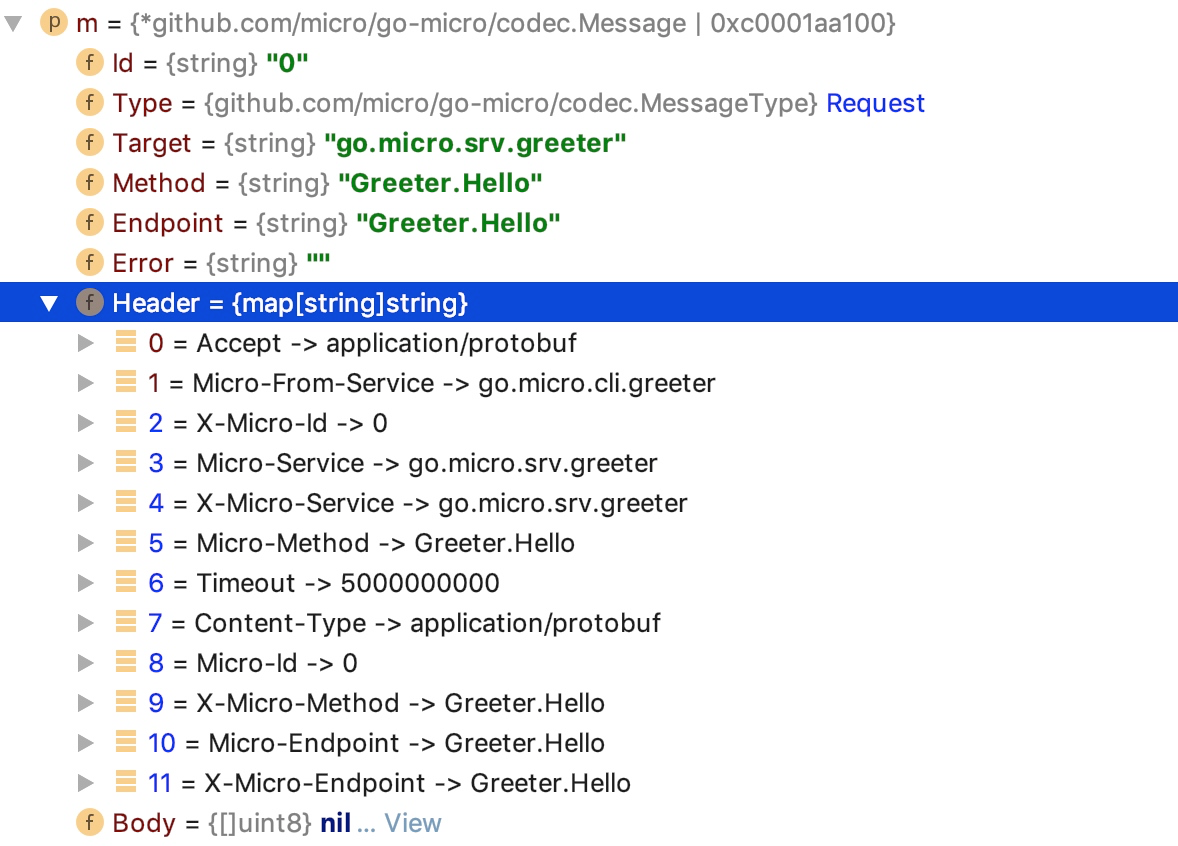 p m = {*github.com/micro/go-micro/codec.Message | 0xc0001aa100}
f Id = {string} "0"
f Type = {github.com/micro/go-micro/codec.MessageType} Request
f Target = {string} "go.micro.srv.greeter"
f Method = {string} "Greeter.Hello"
f Endpoint = {string} "Greeter.Hello"
f Error = {string} ""
f Header = {map[string]string}
0 = Accept -> application/protobuf
1 = Micro-From-Service -> go.micro.cli.greeter
2 = X-Micro-Id -> 0
3 = Micro-Service -> go.micro.srv.greeter
4 = X-Micro-Service -> go.micro.srv.greeter
5 = Micro-Method -> Greeter.Hello
6 = Timeout -> 5000000000
7 = Content-Type -> application/protobuf
8 = Micro-Id -> 0
9 = X-Micro-Method -> Greeter.Hello
10 = Micro-Endpoint -> Greeter.Hello
11 = X-Micro-Endpoint -> Greeter.Hello
f Body = {[]uint8} nil ... View